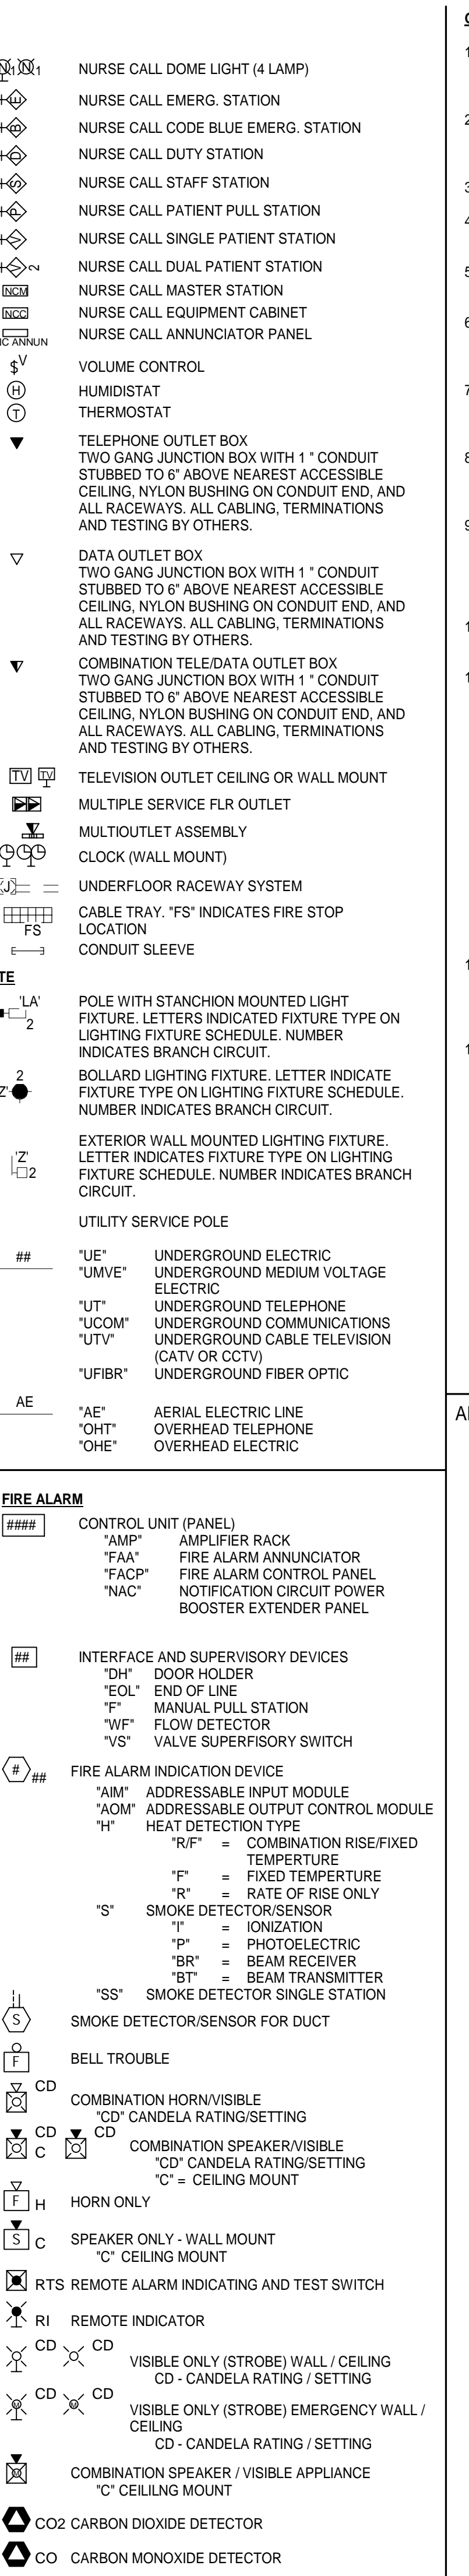 1 1 NURSE CALL DOME LIGHT (4 LAMP)
E NURSE CALL EMERG. STATION
B NURSE CALL CODE BLUE EMERG. STATION
D NURSE CALL DUTY STATION
S NURSE CALL STAFF STATION
P NURSE CALL PATIENT PULL STATION
V NURSE CALL SINGLE PATIENT STATION
V 2 NURSE CALL DUAL PATIENT STATION
NCM NURSE CALL MASTER STATION
NCC NURSE CALL EQUIPMENT CABINET
NURSE CALL ANNUNCIATOR PANEL
ANNUN
$V VOLUME CONTROL
H HUMIDISTAT
T THERMOSTAT
TELEPHONE OUTLET BOX
TWO GANG JUNCTION BOX WITH 1 " CONDUIT
STUBBED TO 6" ABOVE NEAREST ACCESSIBLE
CEILING, NYLON BUSHING ON CONDUIT END, AND
ALL RACEWAYS. ALL CABLING, TERMINATIONS
AND TESTING BY OTHERS.
DATA OUTLET BOX
TWO GANG JUNCTION BOX WITH 1 " CONDUIT
STUBBED TO 6" ABOVE NEAREST ACCESSIBLE
CEILING, NYLON BUSHING ON CONDUIT END, AND
ALL RACEWAYS. ALL CABLING, TERMINATIONS
AND TESTING BY OTHERS.
COMBINATION TELE/DATA OUTLET BOX
TWO GANG JUNCTION BOX WITH 1 " CONDUIT
STUBBED TO 6" ABOVE NEAREST ACCESSIBLE
CEILING, NYLON BUSHING ON CONDUIT END, AND
ALL RACEWAYS. ALL CABLING, TERMINATIONS
AND TESTING BY OTHERS.
TV TV TELEVISION OUTLET CEILING OR WALL MOUNT
MULTIPLE SERVICE FLR OUTLET
MULTIOUTLET ASSEMBLY
CLOCK (WALL MOUNT)
J UNDERFLOOR RACEWAY SYSTEM
CABLE TRAY. "FS" INDICATES FIRE STOP
FS LOCATION
CONDUIT SLEEVE
TE
'LA' POLE WITH STANCHION MOUNTED LIGHT
2 FIXTURE. LETTERS INDICATED FIXTURE TYPE ON
LIGHTING FIXTURE SCHEDULE. NUMBER
INDICATES BRANCH CIRCUIT.
2 BOLLARD LIGHTING FIXTURE. LETTER INDICATE
Z' FIXTURE TYPE ON LIGHTING FIXTURE SCHEDULE.
NUMBER INDICATES BRANCH CIRCUIT.
EXTERIOR WALL MOUNTED LIGHTING FIXTURE.
'Z' LETTER INDICATES FIXTURE TYPE ON LIGHTING
2 FIXTURE SCHEDULE. NUMBER INDICATES BRANCH
CIRCUIT.
UTILITY SERVICE POLE
## "UE" UNDERGROUND ELECTRIC
"UMVE" UNDERGROUND MEDIUM VOLTAGE
ELECTRIC
"UT" UNDERGROUND TELEPHONE
"UCOM" UNDERGROUND COMMUNICATIONS
"UTV" UNDERGROUND CABLE TELEVISION
(CATV OR CCTV)
"UFIBR" UNDERGROUND FIBER OPTIC
AE
"AE" AERIAL ELECTRIC LINE
"OHT" OVERHEAD TELEPHONE
"OHE" OVERHEAD ELECTRIC
FIRE ALARM
#### CONTROL UNIT (PANEL)
"AMP" AMPLIFIER RACK
"FAA" FIRE ALARM ANNUNCIATOR
"FACP" FIRE ALARM CONTROL PANEL
"NAC" NOTIFICATION CIRCUIT POWER
BOOSTER EXTENDER PANEL
## INTERFACE AND SUPERVISORY DEVICES
"DH" DOOR HOLDER
"EOL" END OF LINE
"F" MANUAL PULL STATION
"WF" FLOW DETECTOR
"VS" VALVE SUPERFISORY SWITCH
# ## FIRE ALARM INDICATION DEVICE
"AIM" ADDRESSABLE INPUT MODULE
"AOM" ADDRESSABLE OUTPUT CONTROL MODULE
"H" HEAT DETECTION TYPE
"R/F" = COMBINATION RISE/FIXED
TEMPERTURE
"F" = FIXED TEMPERTURE
"R" = RATE OF RISE ONLY
"S" SMOKE DETECTOR/SENSOR
"I" = IONIZATION
"P" = PHOTOELECTRIC
"BR" = BEAM RECEIVER
"BT" = BEAM TRANSMITTER
"SS" SMOKE DETECTOR SINGLE STATION
S SMOKE DETECTOR/SENSOR FOR DUCT
F BELL TROUBLE
CD COMBINATION HORN/VISIBLE
"CD" CANDELA RATING/SETTING
CD C CD COMBINATION SPEAKER/VISIBLE
"CD" CANDELA RATING/SETTING
"C" = CEILING MOUNT
F H HORN ONLY
S C SPEAKER ONLY - WALL MOUNT
"C" CEILING MOUNT
RTS REMOTE ALARM INDICATING AND TEST SWITCH
RI REMOTE INDICATOR
CD CD VISIBLE ONLY (STROBE) WALL / CEILING
CD - CANDELA RATING / SETTING
M CD M CD VISIBLE ONLY (STROBE) EMERGENCY WALL /
CEILING
CD - CANDELA RATING / SETTING
M COMBINATION SPEAKER / VISIBLE APPLIANCE
"C" CEILILNG MOUNT
CO2 CARBON DIOXIDE DETECTOR
CO CARBON MONOXIDE DETECTOR